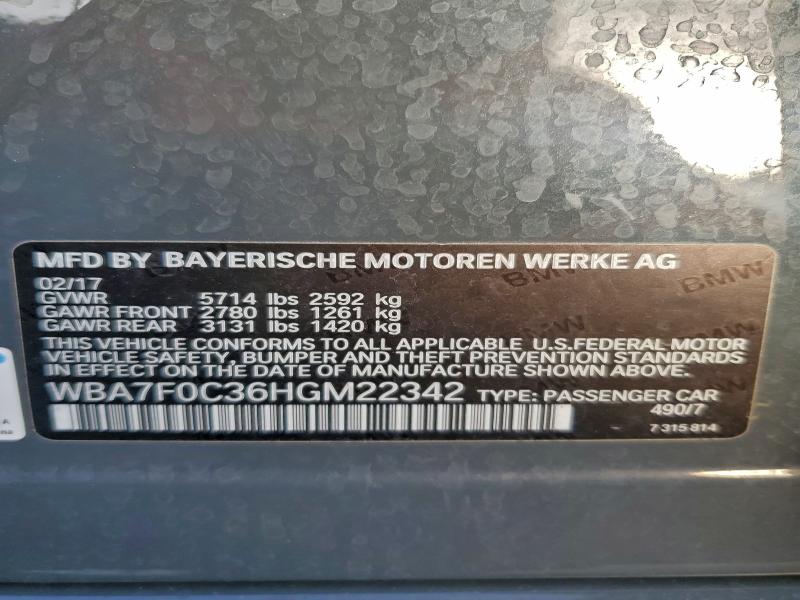 MFD BY BAYERISCHE MOTOREN WERKE AG
02/17
GVWR 5714 lbs 2592 kg
GAWR FRONT 2780 lbs 1261 kg
GAWR REAR 3131 lbs 1420 kg
THIS VEHICLE CONFORMS TO ALL APPLICABLE U.S.FEDERAL MOTOR
VEHICLE SAFETY, BUMPER, AND THEFT PREVENTION STANDARDS
IN EFFECT ON THE DATE OF MANUFACTURE SHOWN ABOVE.
WBA7F0C36HGM22342 TYPE: PASSENGER CAR
490/7
7 315 814
BMW
BMW